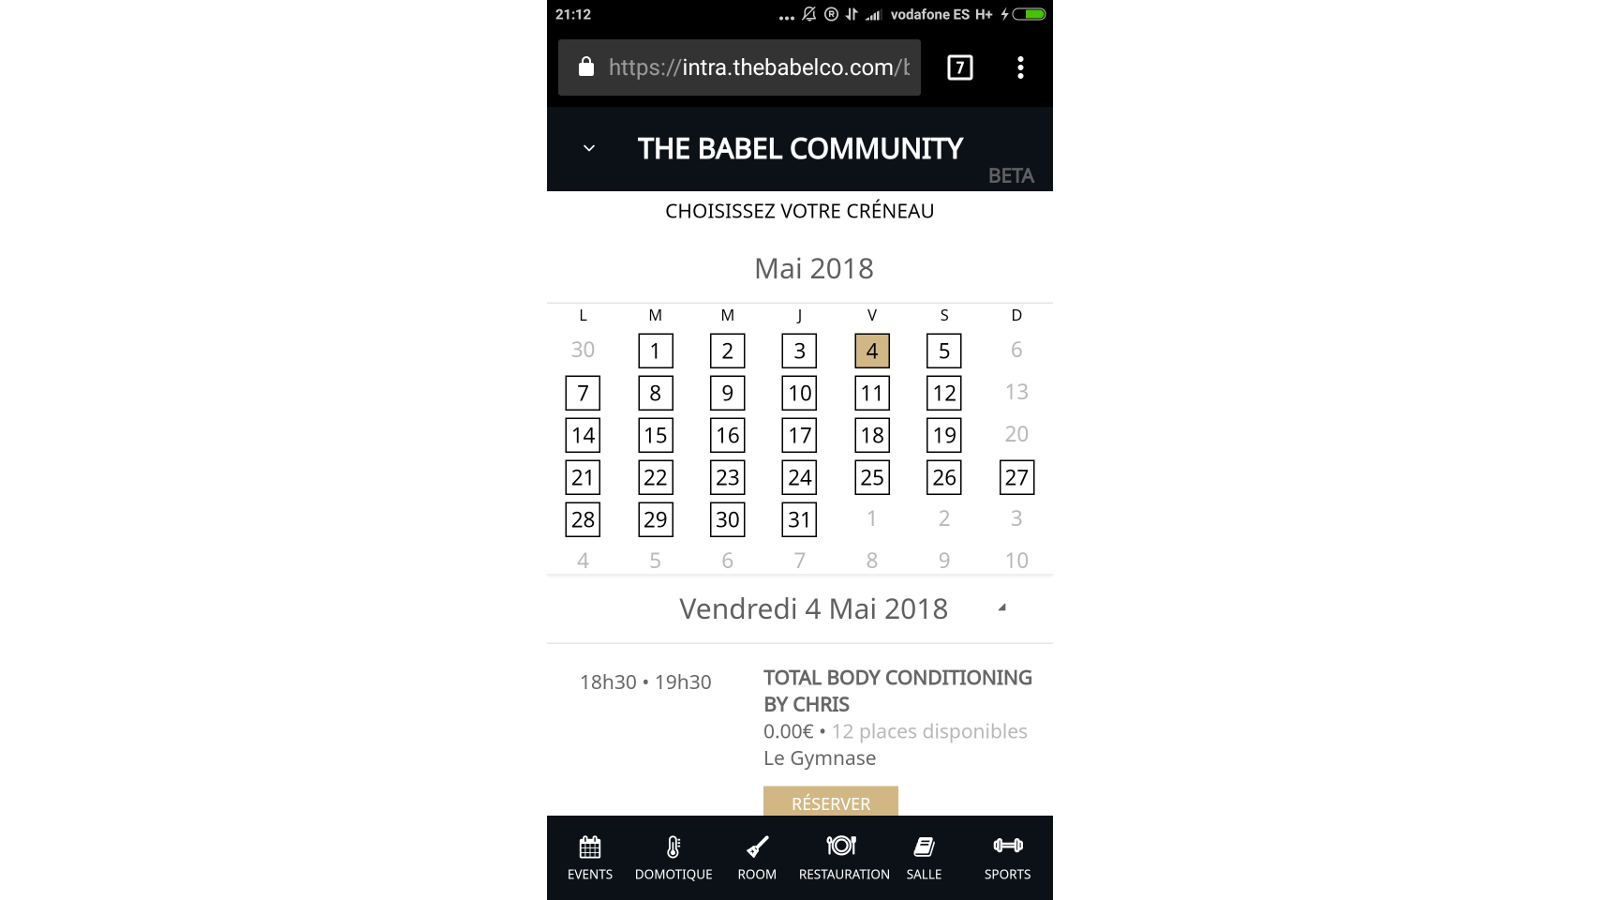 21:12 ... R vodafone ES H+
https://intra.thebabelco.com/b 7
THE BABEL COMMUNITY
BETA
CHOISISSEZ VOTRE CRÉNEAU
Mai 2018
L M M J V S D
30 1 2 3 4 5 6
7 8 9 10 11 12 13
14 15 16 17 18 19 20
21 22 23 24 25 26 27
28 29 30 31 1 2 3
4 5 6 7 8 9 10
Vendredi 4 Mai 2018
18h30 • 19h30
TOTAL BODY CONDITIONING
BY CHRIS
0.00€ • 12 places disponibles
Le Gymnase
RÉSERVER
EVENTS DOMOTIQUE ROOM RESTAURATION SALLE SPORTS